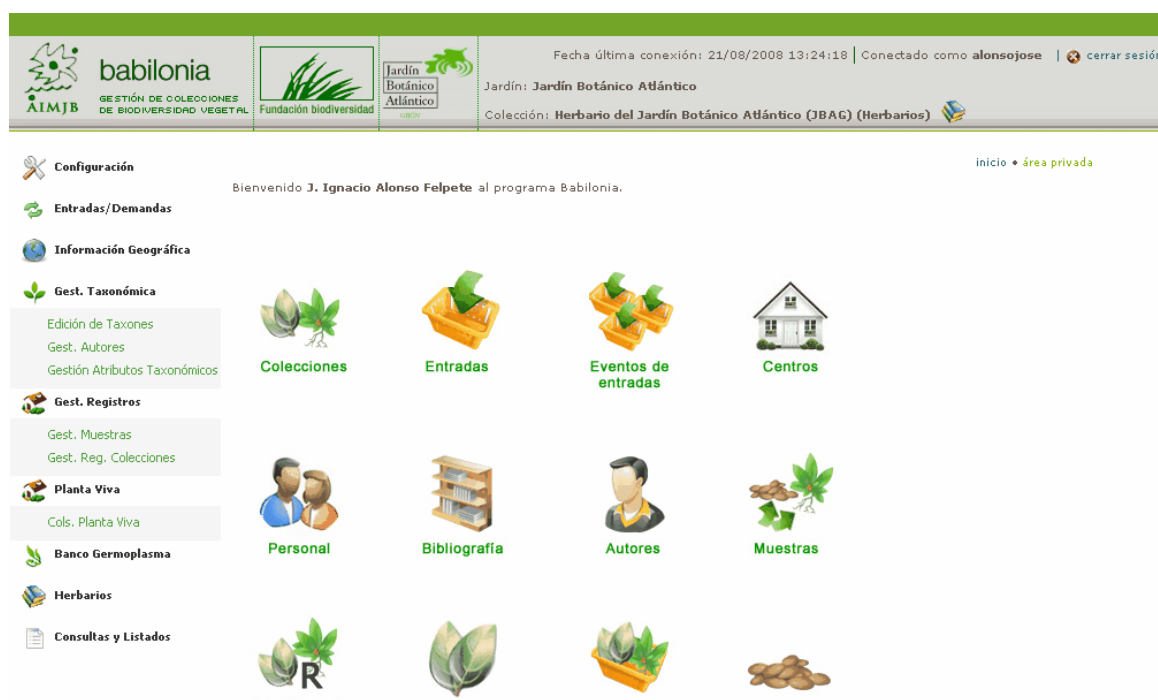 AIMJB
babilonia
GESTIÓN DE COLECCIONES
DE BIODIVERSIDAD VEGETAL
Fundación biodiversidad
Jardín
Botánico
Atlántico
GIJÓN
Fecha última conexión: 21/08/2008 13:24:18 | Conectado como alonsojose | cerrar sesión
Jardín: Jardín Botánico Atlántico
Colección: Herbario del Jardín Botánico Atlántico (JBAG) (Herbarios)
inicio • área privada
Bienvenido J. Ignacio Alonso Felpete al programa Babilonia.
Configuración
Entradas/Demandas
Información Geográfica
Gest. Taxonómica
Edición de Taxones
Gest. Autores
Gestión Atributos Taxonómicos
Gest. Registros
Gest. Muestras
Gest. Reg. Colecciones
Planta Viva
Cols. Planta Viva
Banco Germoplasma
Herbarios
Consultas y Listados
Colecciones
Entradas
Eventos de
entradas
Centros
Personal
Bibliografía
Autores
Muestras
R